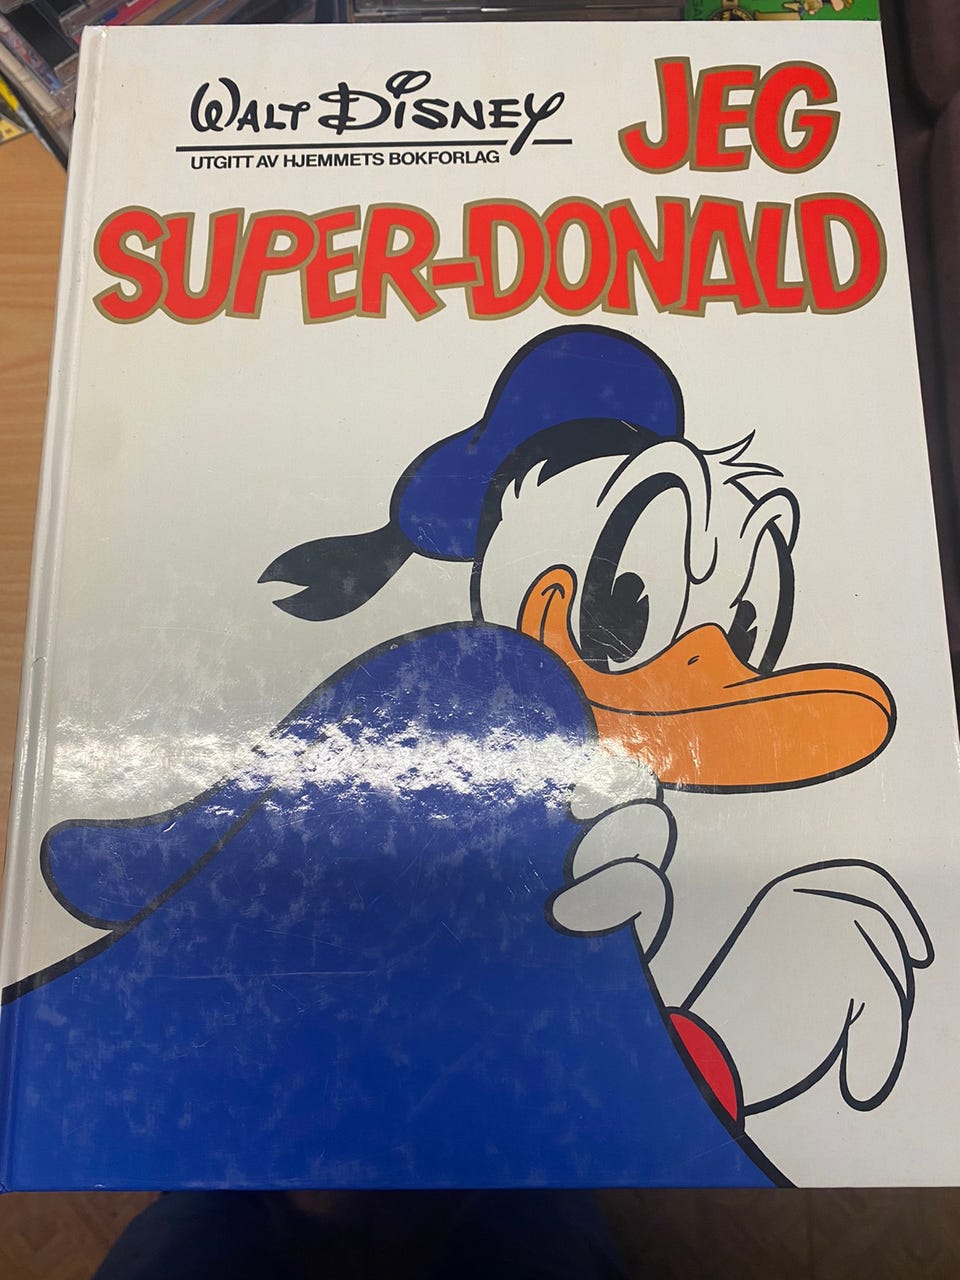 WALT DISNEY
UTGITT AV HJEMMETS BOKFORLAG
JEG
SUPER-DONALD